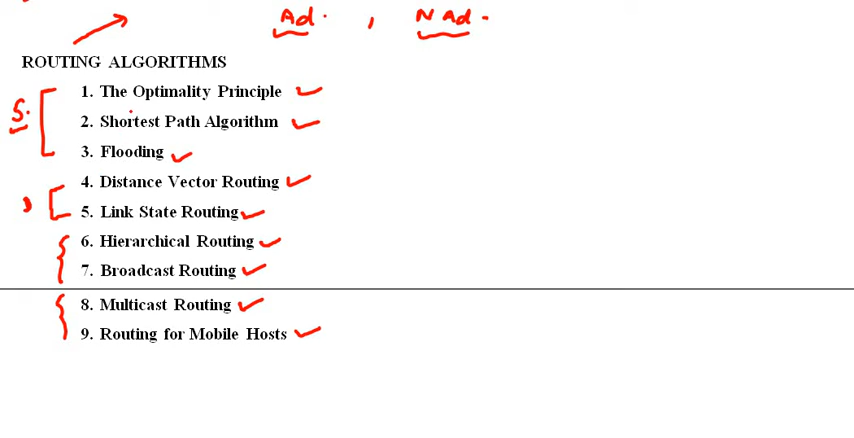 Ad. , N Ad.
ROUTING ALGORITHMS
1. The Optimality Principle
S. 2. Shortest Path Algorithm
3. Flooding
4. Distance Vector Routing
5. Link State Routing
6. Hierarchical Routing
7. Broadcast Routing
8. Multicast Routing
9. Routing for Mobile Hosts